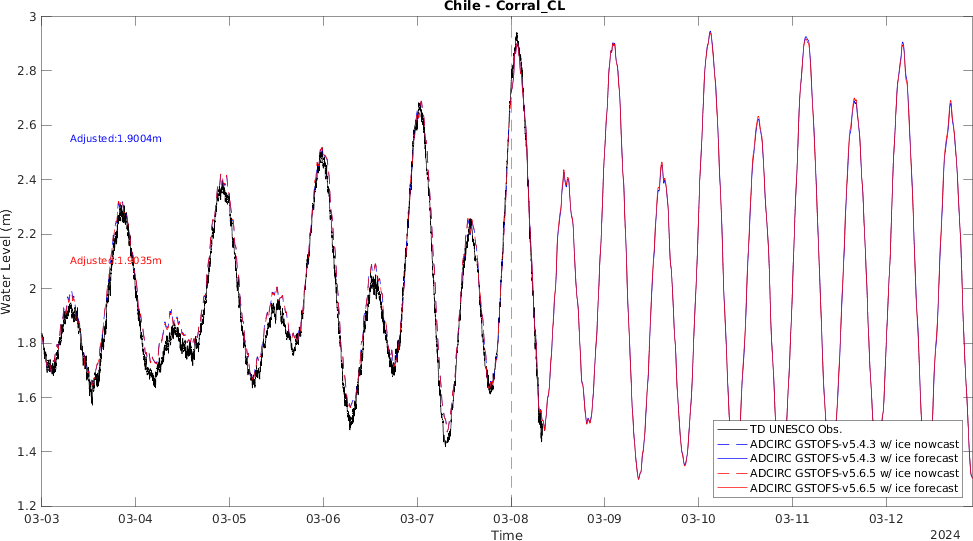 Chile - Corral_CL
3
2.8
2.6
2.4
2.2
2
1.8
1.6
1.4
1.2
Water Level (m)
Adjusted:1.9004m
Adjusted:1.9035m
TD UNESCO Obs.
ADCIRC GSTOFS-v5.4.3 w/ ice nowcast
ADCIRC GSTOFS-v5.4.3 w/ ice forecast
ADCIRC GSTOFS-v5.6.5 w/ ice nowcast
ADCIRC GSTOFS-v5.6.5 w/ ice forecast
03-03 03-04 03-05 03-06 03-07 03-08 03-09 03-10 03-11 03-12
Time
2024